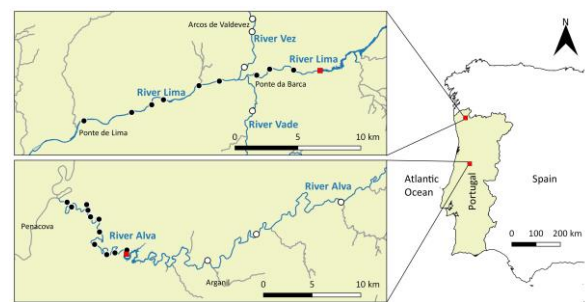 Arcos de Valdevez
River Vez
River Lima
River Lima
Ponte da Barca
Ponte de Lima
River Vade
0 5 10 km
River Alva
Penacova
River Alva
Arganil
0 5 10 km
N
Atlantic
Ocean
Portugal
Spain
0 100 200 km